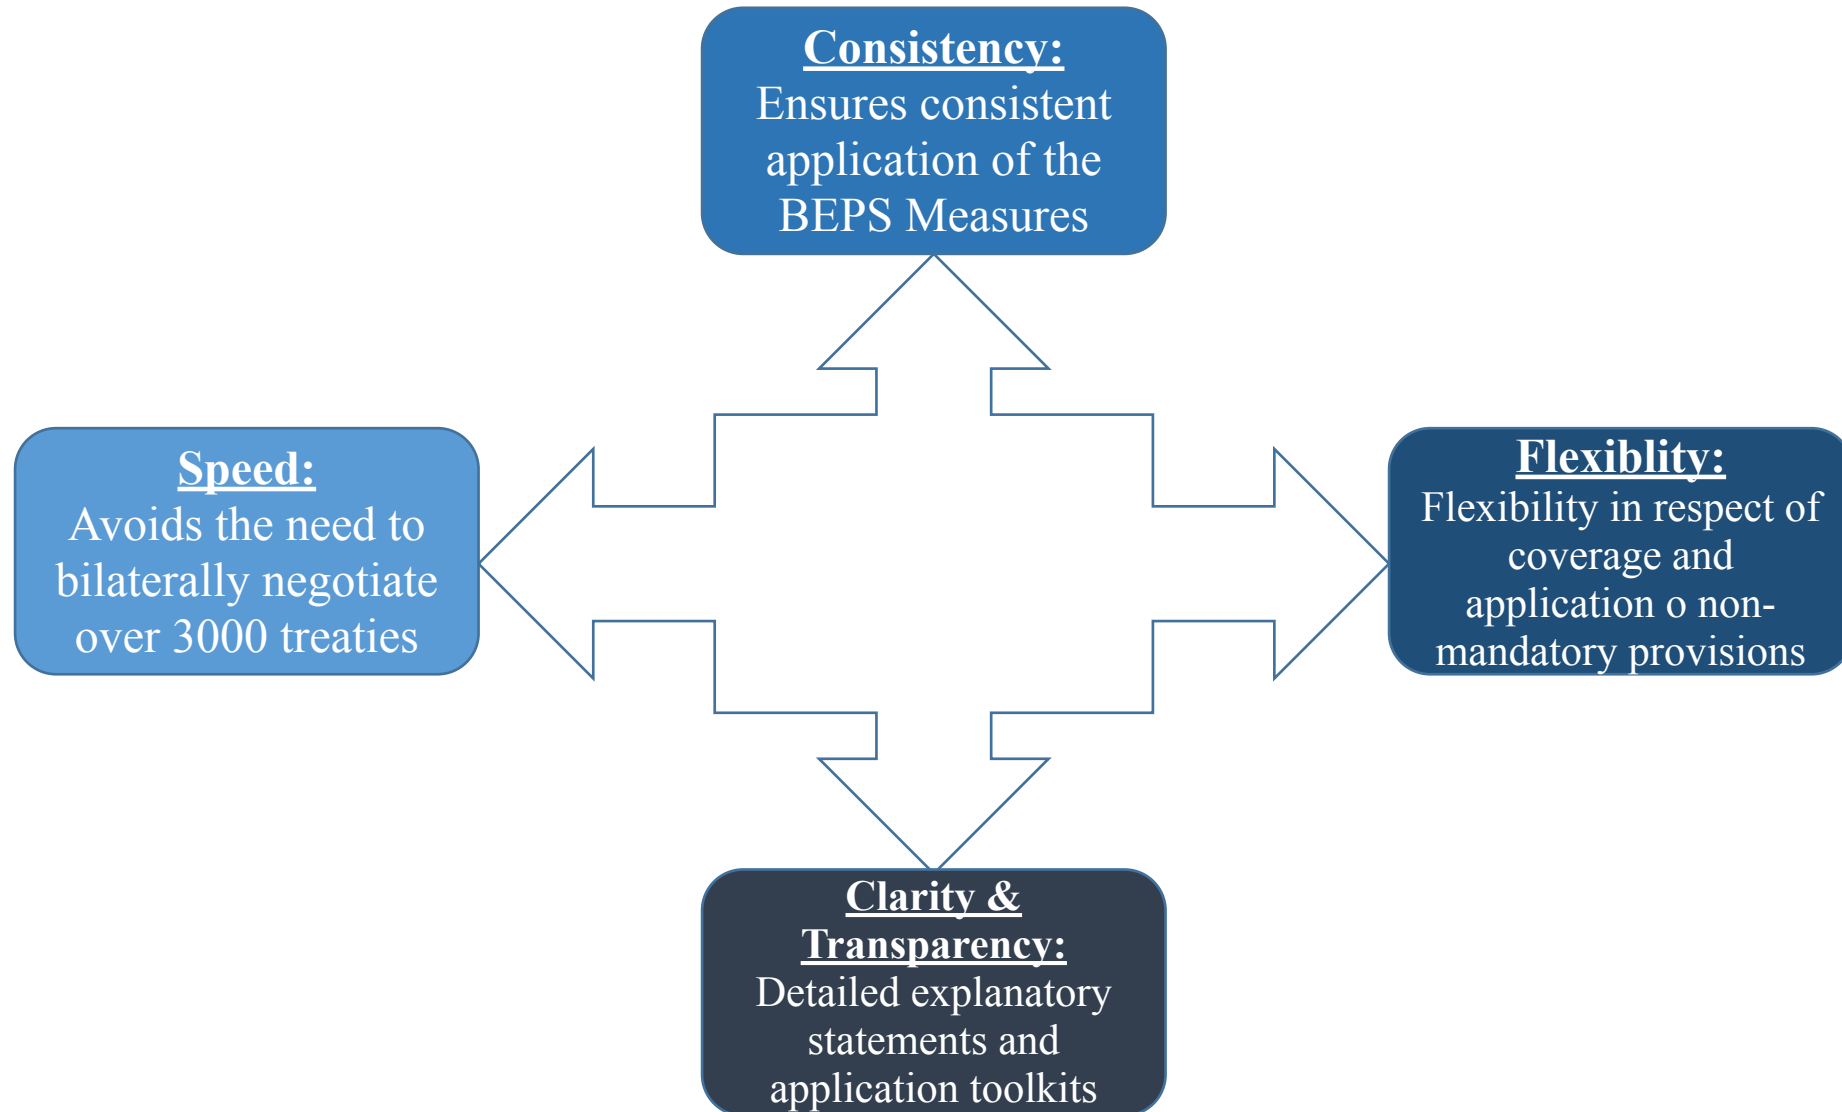 Consistency:
Ensures consistent
application of the
BEPS Measures
Speed:
Avoids the need to
bilaterally negotiate
over 3000 treaties
Flexiblity:
Flexibility in respect of
coverage and
application o non-
mandatory provisions
Clarity &
Transparency:
Detailed explanatory
statements and
application toolkits